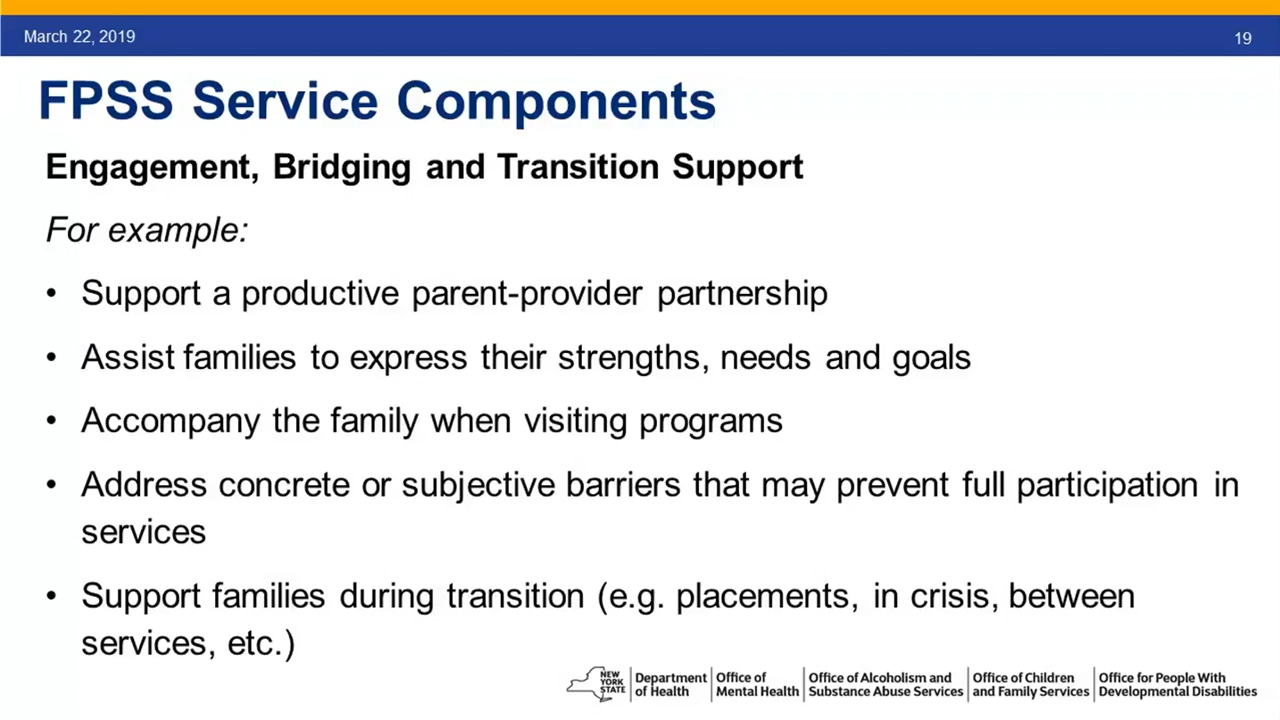 March 22, 2019
19
FPSS Service Components
Engagement, Bridging and Transition Support
For example:
• Support a productive parent-provider partnership
• Assist families to express their strengths, needs and goals
• Accompany the family when visiting programs
• Address concrete or subjective barriers that may prevent full participation in
services
• Support families during transition (e.g. placements, in crisis, between
services, etc.)
NEW
YORK
STATE
Department
of Health
Office of
Mental Health
Office of Alcoholism and
Substance Abuse Services
Office of Children
and Family Services
Office for People With
Developmental Disabilities